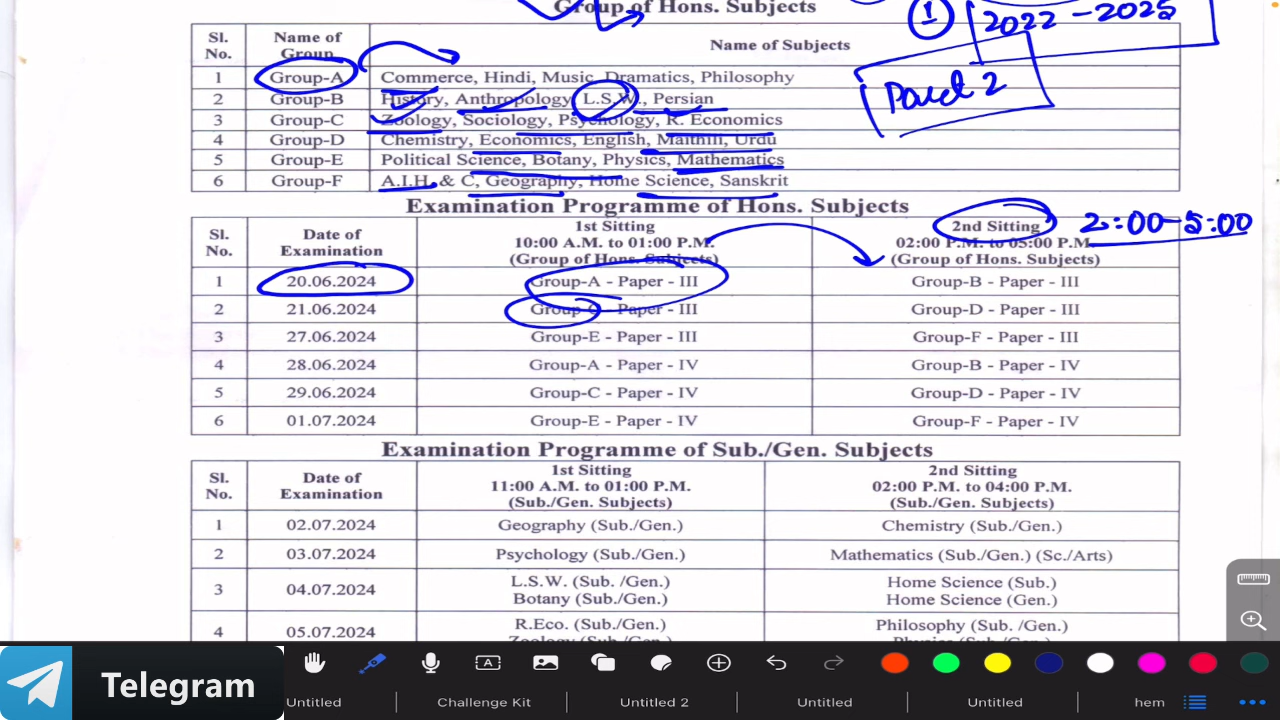 Group of Hons. Subjects
① 2022-2025
Part 2
Sl. No. Name of Group Name of Subjects
1 Group-A Commerce, Hindi, Music, Dramatics, Philosophy
2 Group-B History, Anthropology, L.S.W., Persian
3 Group-C Zoology, Sociology, Psychology, R. Economics
4 Group-D Chemistry, Economics, English, Maithili, Urdu
5 Group-E Political Science, Botany, Physics, Mathematics
6 Group-F A.I.H. & C, Geography, Home Science, Sanskrit
Examination Programme of Hons. Subjects
Sl. No. Date of Examination 1st Sitting 10:00 A.M. to 01:00 P.M. (Group of Hons. Subjects) 2nd Sitting 02:00 P.M. to 05:00 P.M. (Group of Hons. Subjects)
2:00-5:00
1 20.06.2024 Group-A - Paper - III Group-B - Paper - III
2 21.06.2024 Group-C - Paper - III Group-D - Paper - III
3 27.06.2024 Group-E - Paper - III Group-F - Paper - III
4 28.06.2024 Group-A - Paper - IV Group-B - Paper - IV
5 29.06.2024 Group-C - Paper - IV Group-D - Paper - IV
6 01.07.2024 Group-E - Paper - IV Group-F - Paper - IV
Examination Programme of Sub./Gen. Subjects
Sl. No. Date of Examination 1st Sitting 11:00 A.M. to 01:00 P.M. (Sub./Gen. Subjects) 2nd Sitting 02:00 P.M. to 04:00 P.M. (Sub./Gen. Subjects)
1 02.07.2024 Geography (Sub./Gen.) Chemistry (Sub./Gen.)
2 03.07.2024 Psychology (Sub./Gen.) Mathematics (Sub./Gen.) (Sc./Arts)
3 04.07.2024 L.S.W. (Sub. /Gen.) Home Science (Sub.)
Botany (Sub./Gen.) Home Science (Gen.)
4 05.07.2024 R.Eco. (Sub./Gen.) Philosophy (Sub. /Gen.)
Zoology (Sub./Gen.) Physics (Sub./Gen.)
Telegram
A
Untitled Challenge Kit Untitled 2 Untitled Untitled hem